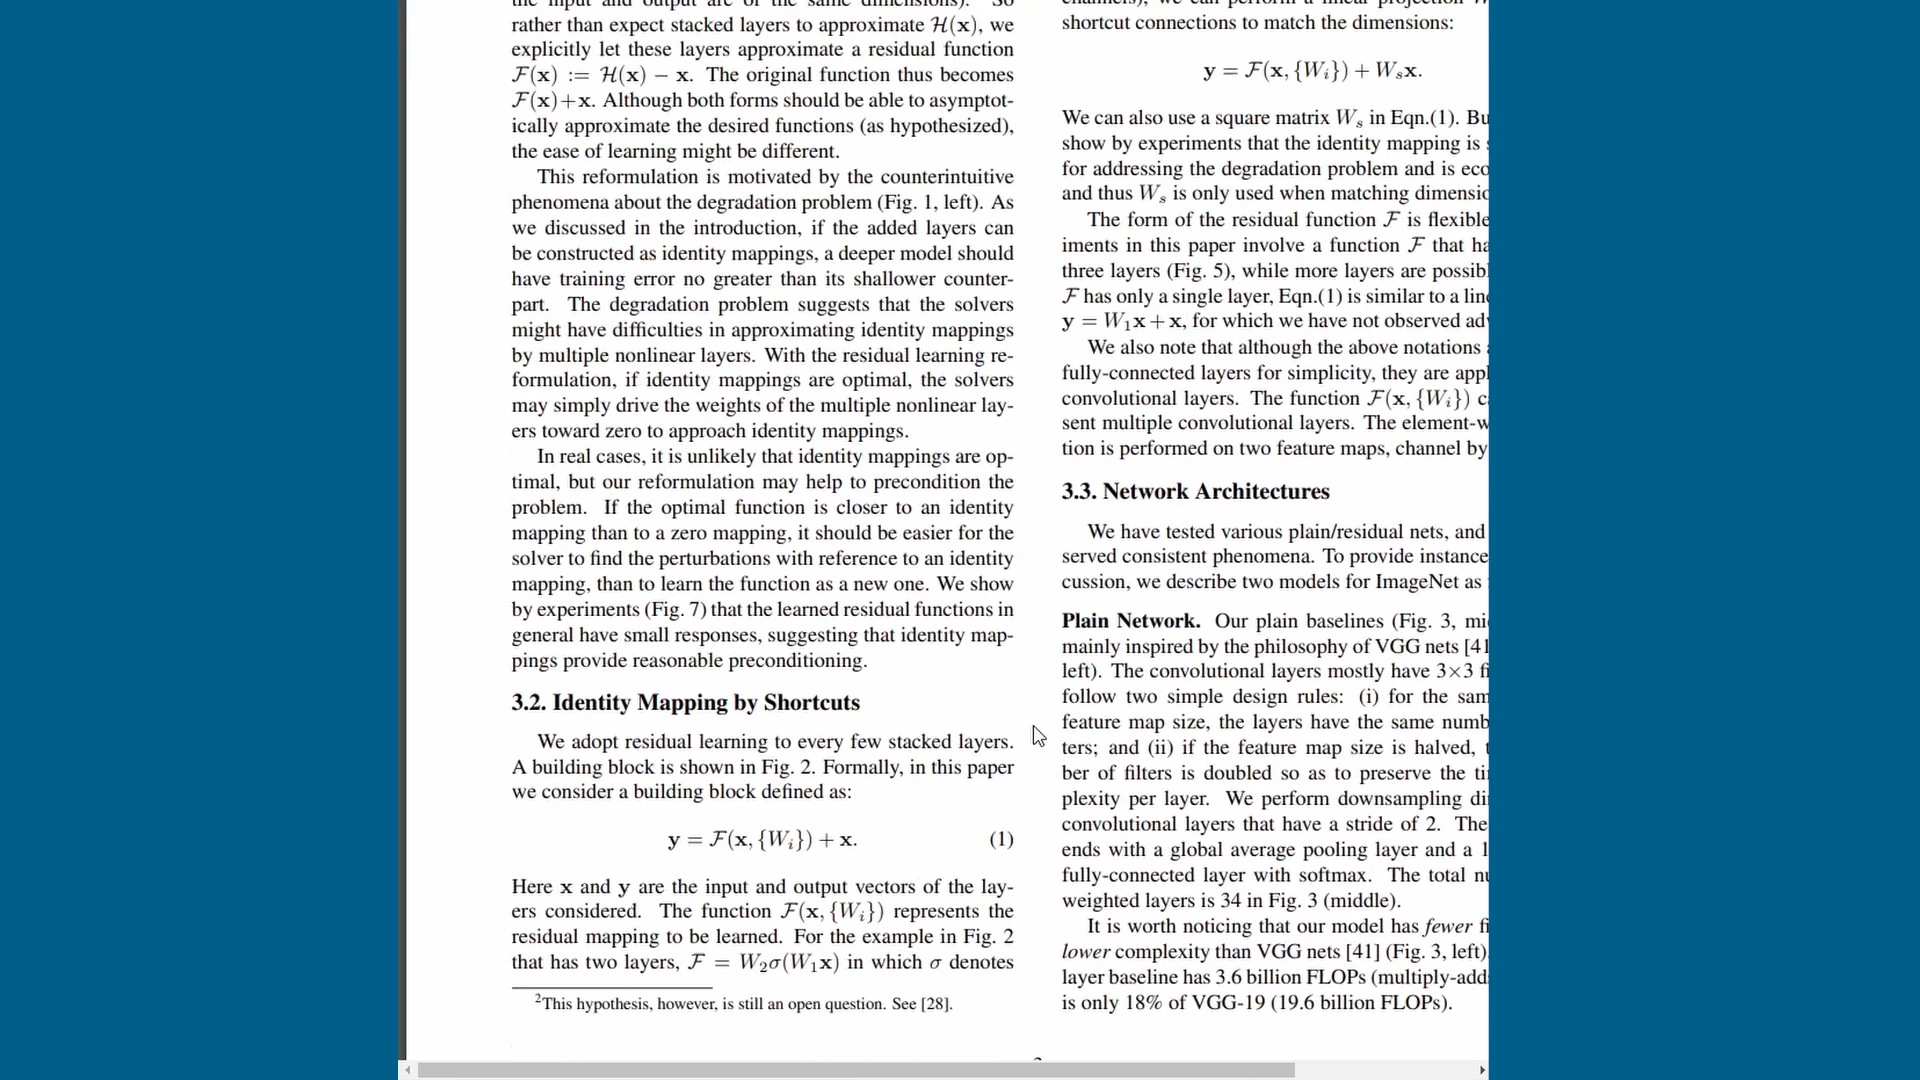 rather than expect stacked layers to approximate H(x), we
explicitly let these layers approximate a residual function
F(x) := H(x) − x. The original function thus becomes
F(x)+x. Although both forms should be able to asymptot-
ically approximate the desired functions (as hypothesized),
the ease of learning might be different.
This reformulation is motivated by the counterintuitive
phenomena about the degradation problem (Fig. 1, left). As
we discussed in the introduction, if the added layers can
be constructed as identity mappings, a deeper model should
have training error no greater than its shallower counter-
part. The degradation problem suggests that the solvers
might have difficulties in approximating identity mappings
by multiple nonlinear layers. With the residual learning re-
formulation, if identity mappings are optimal, the solvers
may simply drive the weights of the multiple nonlinear lay-
ers toward zero to approach identity mappings.
In real cases, it is unlikely that identity mappings are op-
timal, but our reformulation may help to precondition the
problem. If the optimal function is closer to an identity
mapping than to a zero mapping, it should be easier for the
solver to find the perturbations with reference to an identity
mapping, than to learn the function as a new one. We show
by experiments (Fig. 7) that the learned residual functions in
general have small responses, suggesting that identity map-
pings provide reasonable preconditioning.
3.2. Identity Mapping by Shortcuts
We adopt residual learning to every few stacked layers.
A building block is shown in Fig. 2. Formally, in this paper
we consider a building block defined as:
y = F(x, {Wᵢ}) + x. (1)
Here x and y are the input and output vectors of the lay-
ers considered. The function F(x, {Wᵢ}) represents the
residual mapping to be learned. For the example in Fig. 2
that has two layers, F = W₂σ(W₁x) in which σ denotes
²This hypothesis, however, is still an open question. See [28].
shortcut connections to match the dimensions:
y = F(x, {Wᵢ}) + Wₛx.
We can also use a square matrix Wₛ in Eqn.(1). Bu
show by experiments that the identity mapping is
for addressing the degradation problem and is eco
and thus Wₛ is only used when matching dimensio
The form of the residual function F is flexible
iments in this paper involve a function F that ha
three layers (Fig. 5), while more layers are possib
F has only a single layer, Eqn.(1) is similar to a lin
y = W₁x + x, for which we have not observed ad
We also note that although the above notations
fully-connected layers for simplicity, they are appl
convolutional layers. The function F(x, {Wᵢ}) c
sent multiple convolutional layers. The element-w
tion is performed on two feature maps, channel by
3.3. Network Architectures
We have tested various plain/residual nets, and
served consistent phenomena. To provide instance
cussion, we describe two models for ImageNet as
Plain Network. Our plain baselines (Fig. 3, mi
mainly inspired by the philosophy of VGG nets [41
left). The convolutional layers mostly have 3×3 fi
follow two simple design rules: (i) for the sam
feature map size, the layers have the same numb
ters; and (ii) if the feature map size is halved,
ber of filters is doubled so as to preserve the ti
plexity per layer. We perform downsampling di
convolutional layers that have a stride of 2. The
ends with a global average pooling layer and a 1
fully-connected layer with softmax. The total nu
weighted layers is 34 in Fig. 3 (middle).
It is worth noticing that our model has fewer fi
lower complexity than VGG nets [41] (Fig. 3, left)
layer baseline has 3.6 billion FLOPs (multiply-add
is only 18% of VGG-19 (19.6 billion FLOPs).